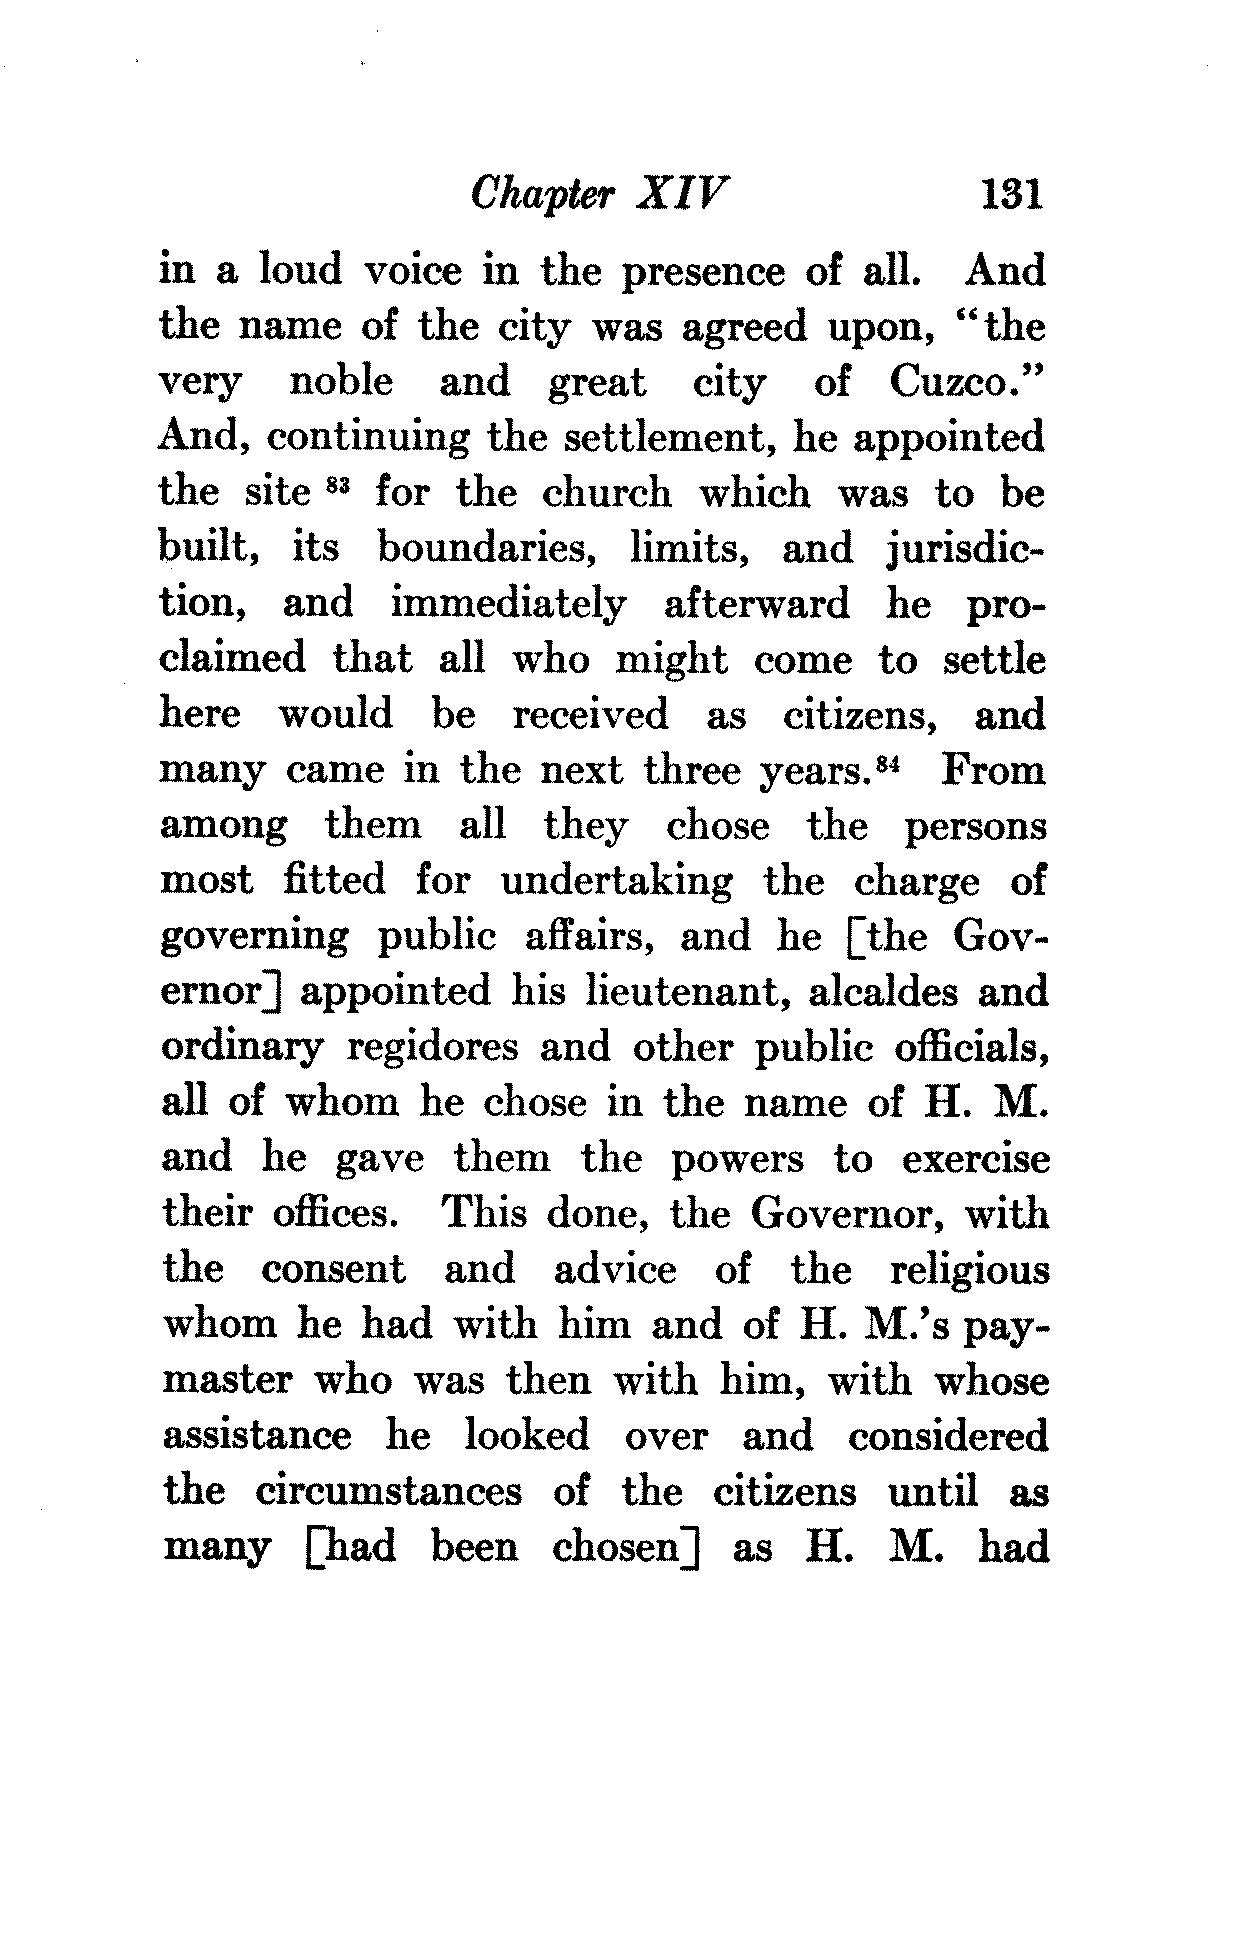 Chapter XIV 131
in a loud voice in the presence of all. And
the name of the city was agreed upon, "the
very noble and great city of Cuzco."
And, continuing the settlement, he appointed
the site 83 for the church which was to be
built, its boundaries, limits, and jurisdic-
tion, and immediately afterward he pro-
claimed that all who might come to settle
here would be received as citizens, and
many came in the next three years.84 From
among them all they chose the persons
most fitted for undertaking the charge of
governing public affairs, and he [the Gov-
ernor] appointed his lieutenant, alcaldes and
ordinary regidores and other public officials,
all of whom he chose in the name of H. M.
and he gave them the powers to exercise
their offices. This done, the Governor, with
the consent and advice of the religious
whom he had with him and of H. M.'s pay-
master who was then with him, with whose
assistance he looked over and considered
the circumstances of the citizens until as
many [had been chosen] as H. M. had